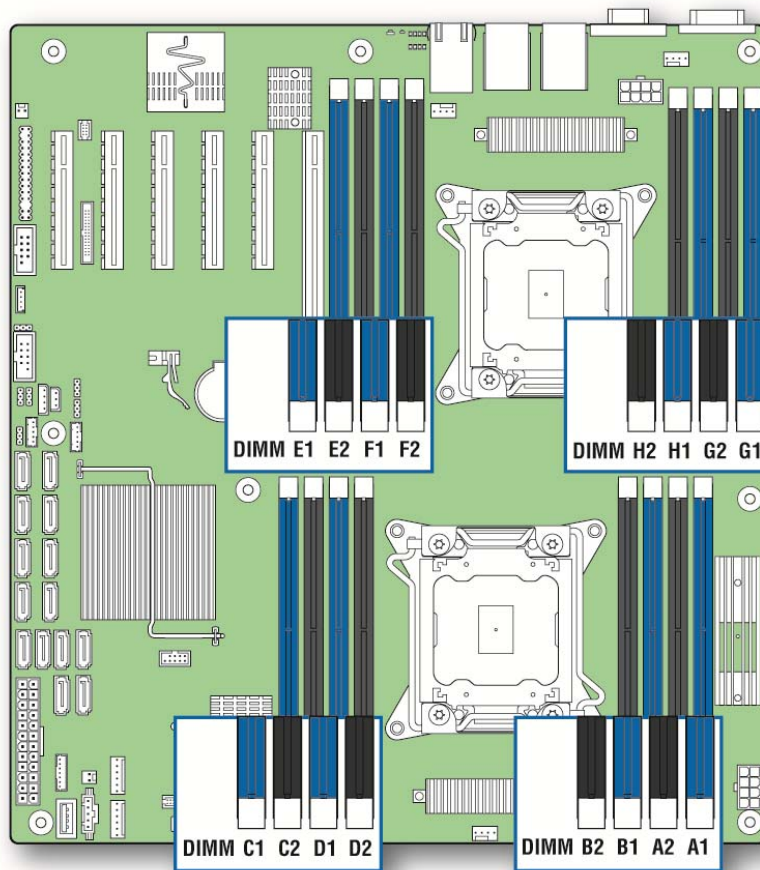 DIMM E1 E2 F1 F2
DIMM H2 H1 G2 G1
DIMM C1 C2 D1 D2
DIMM B2 B1 A2 A1